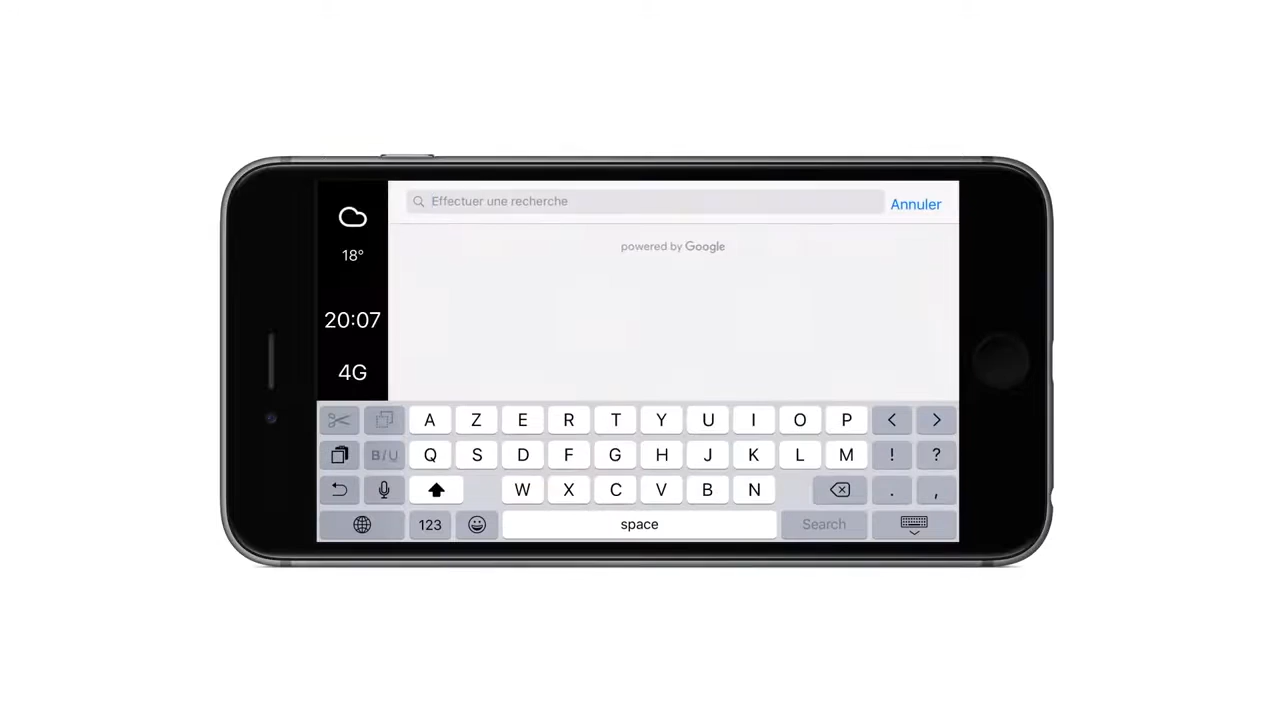 Effectuer une recherche
Annuler
powered by Google
18°
20:07
4G
A Z E R T Y U I O P < >
B I U Q S D F G H J K L M ! ?
W X C V B N . ,
123 space Search